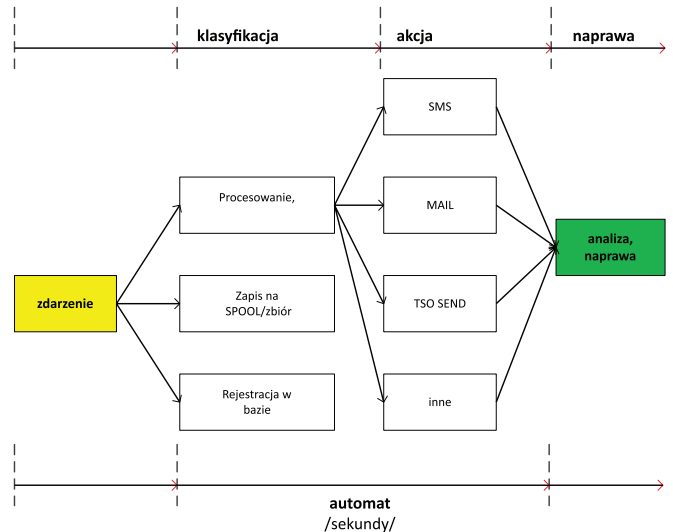 klasyfikacja
akcja
naprawa
SMS
Procesowanie,
MAIL
analiza,
naprawa
zdarzenie
Zapis na
SPOOL/zbiór
TSO SEND
Rejestracja w
bazie
inne
automat
/sekundy/